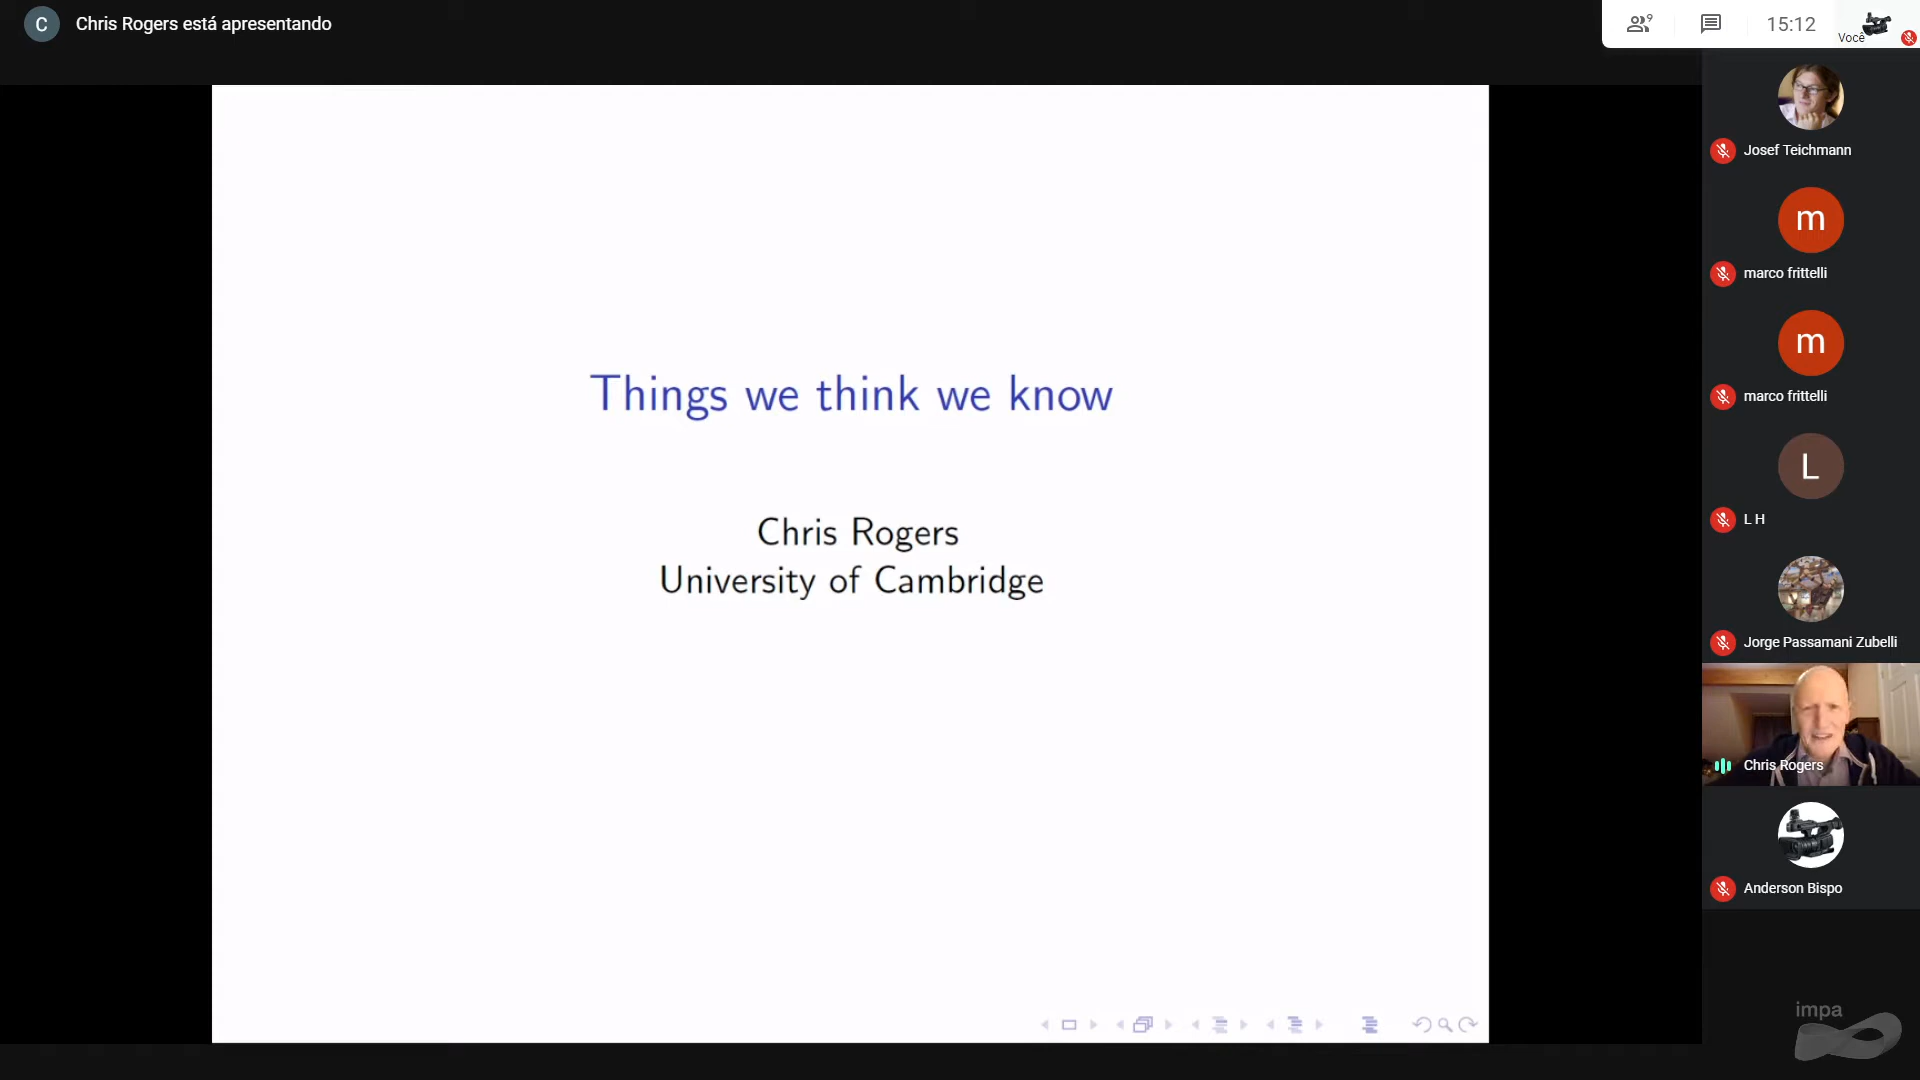 C
Chris Rogers está apresentando
9
15:12
Você
Things we think we know
Chris Rogers
University of Cambridge
Josef Teichmann
m
marco frittelli
m
marco frittelli
L
L H
Jorge Passamani Zubelli
Chris Rogers
Anderson Bispo
impa